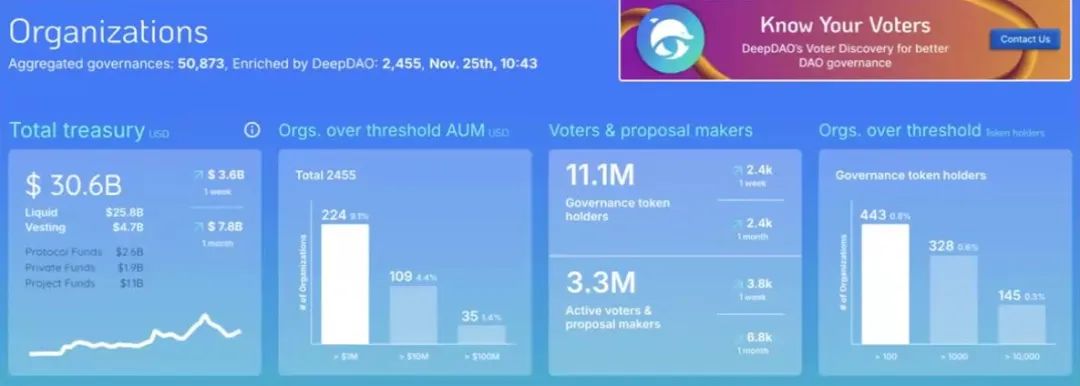 Organizations
Aggregated governances: 50,873, Enriched by DeepDAO: 2,455, Nov. 25th, 10:43
Know Your Voters
DeepDAO's Voter Discovery for better
DAO governance
Contact Us
Total treasury USD
$ 30.6B
Liquid $25.8B
Vesting $4.7B
Protocol Funds $2.6B
Private Funds $1.9B
Project Funds $1.1B
$ 3.6B
1 week
$ 7.8B
1 month
Orgs. over threshold AUM USD
Total 2455
# of Organizations
224 9.1%
109 4.4%
35 1.4%
> $1M
> $10M
> $100M
Voters & proposal makers
11.1M
Governance token
holders
2.4k
1 week
2.4k
1 month
3.3M
Active voters &
proposal makers
3.8k
1 week
6.8k
1 month
Orgs. over threshold Token holders
Governance token holders
# of Organizations
443 0.8%
328 0.6%
145 0.3%
> 100
> 1000
> 10,000